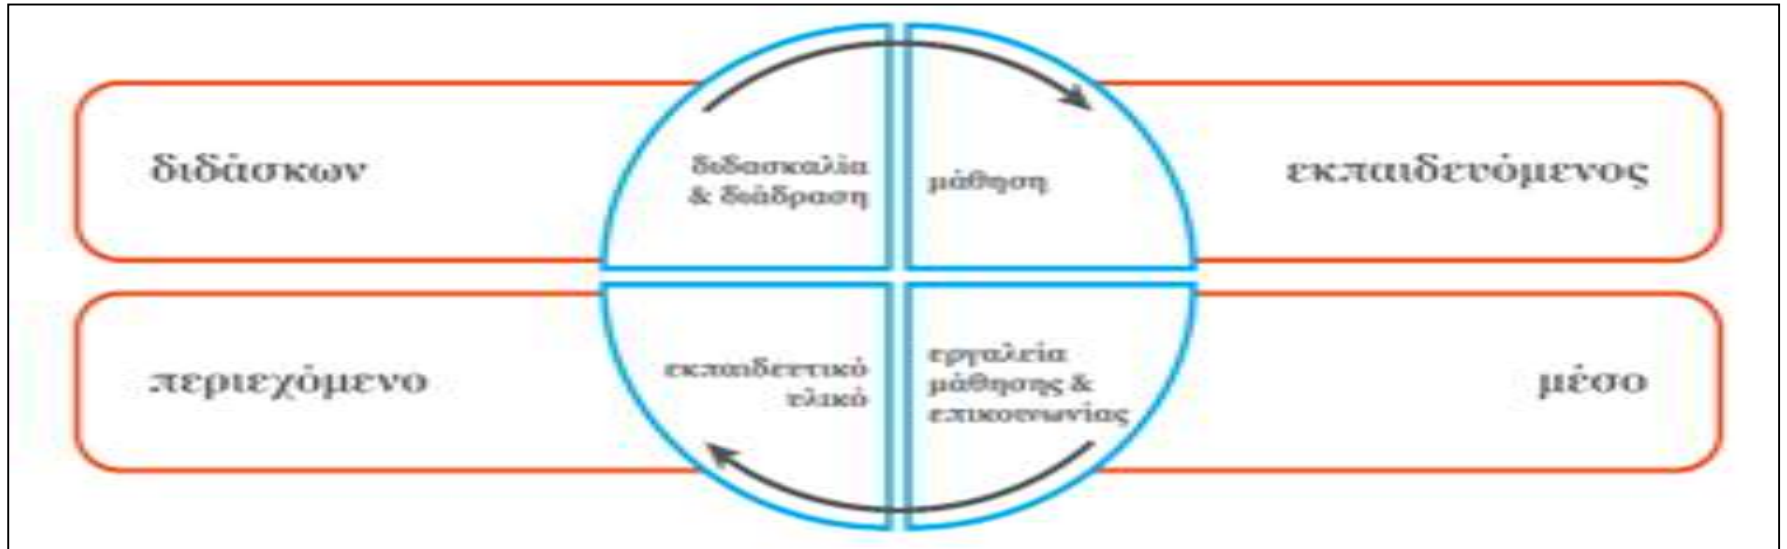 διδάσκων
διδασκαλία
& διάδραση
μάθηση
εκπαιδευόμενος
περιεχόμενο
εκπαιδευτικό
υλικό
εργαλεία
μάθησης &
επικοινωνίας
μέσο